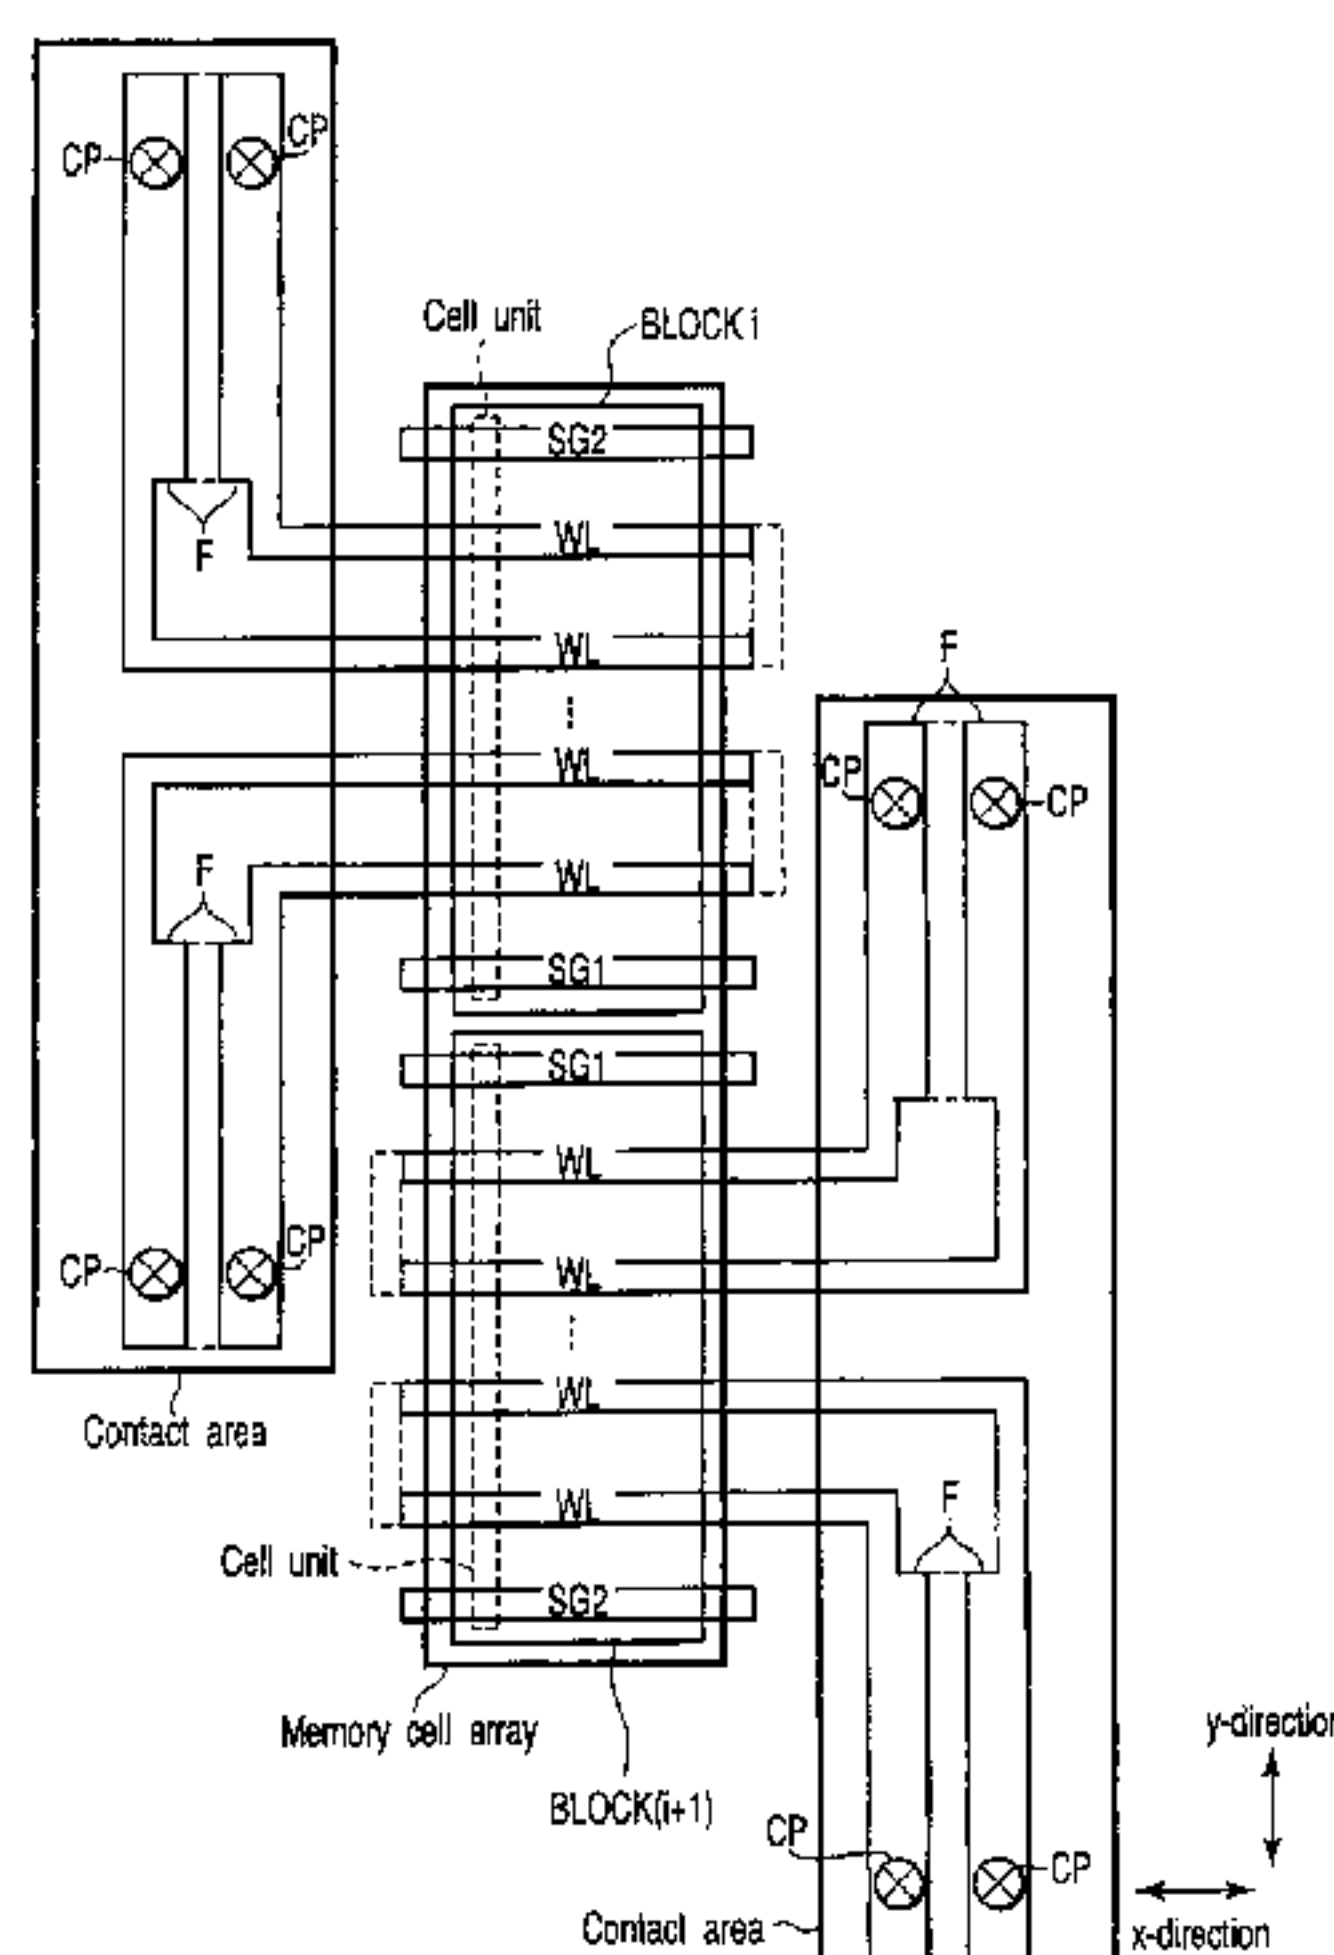 CP
CP
Cell unit
BLOCK i
SG2
WL
F
WL
F
WL
CP
CP
WL
F
SG1
SG1
WL
CP
CP
WL
WL
Contact area
WL
F
Cell unit
SG2
Memory cell array
y-direction
BLOCK(i+1)
CP
CP
Contact area
x-direction